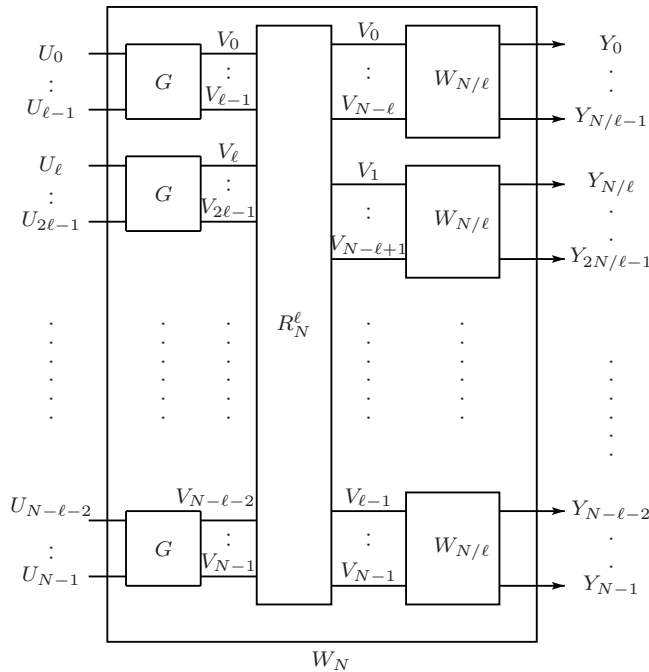 U_0 V_0 V_0 Y_0
G W_{N/ℓ}
U_{ℓ-1} V_{ℓ-1} V_{N-ℓ} Y_{N/ℓ-1}
U_ℓ V_ℓ V_1 Y_{N/ℓ}
G W_{N/ℓ}
U_{2ℓ-1} V_{2ℓ-1} V_{N-ℓ+1} Y_{2N/ℓ-1}
R_N^ℓ
U_{N-ℓ-2} V_{N-ℓ-2} V_{ℓ-1} Y_{N-ℓ-2}
G W_{N/ℓ}
U_{N-1} V_{N-1} V_{N-1} Y_{N-1}
W_N